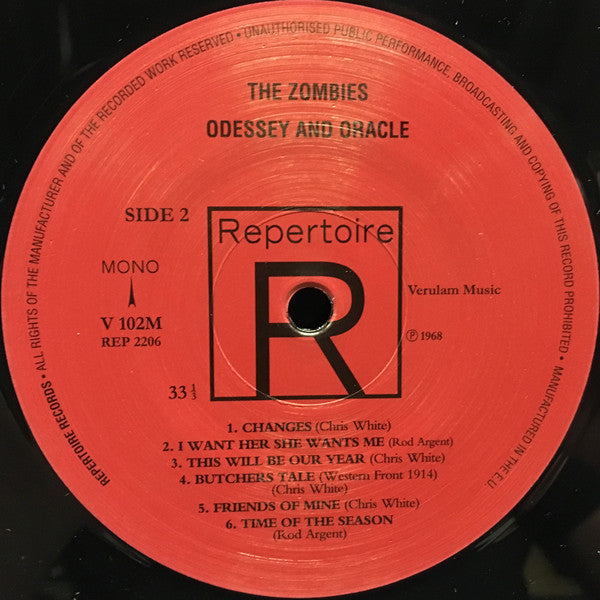 REPERTOIRE RECORDS • ALL RIGHTS OF THE MANUFACTURER AND OF THE RECORDED WORK RESERVED • UNAUTHORISED PUBLIC PERFORMANCE, BROADCASTING AND COPYING OF THIS RECORD PROHIBITED • MANUFACTURED IN THE E.U.
THE ZOMBIES
ODESSEY AND ORACLE
SIDE 2
Repertoire
R
MONO
Verulam Music
V 102M
REP 2206
℗ 1968
33 1/3
1. CHANGES (Chris White)
2. I WANT HER SHE WANTS ME (Rod Argent)
3. THIS WILL BE OUR YEAR (Chris White)
4. BUTCHERS TALE (Western Front 1914)
(Chris White)
5. FRIENDS OF MINE (Chris White)
6. TIME OF THE SEASON
(Rod Argent)